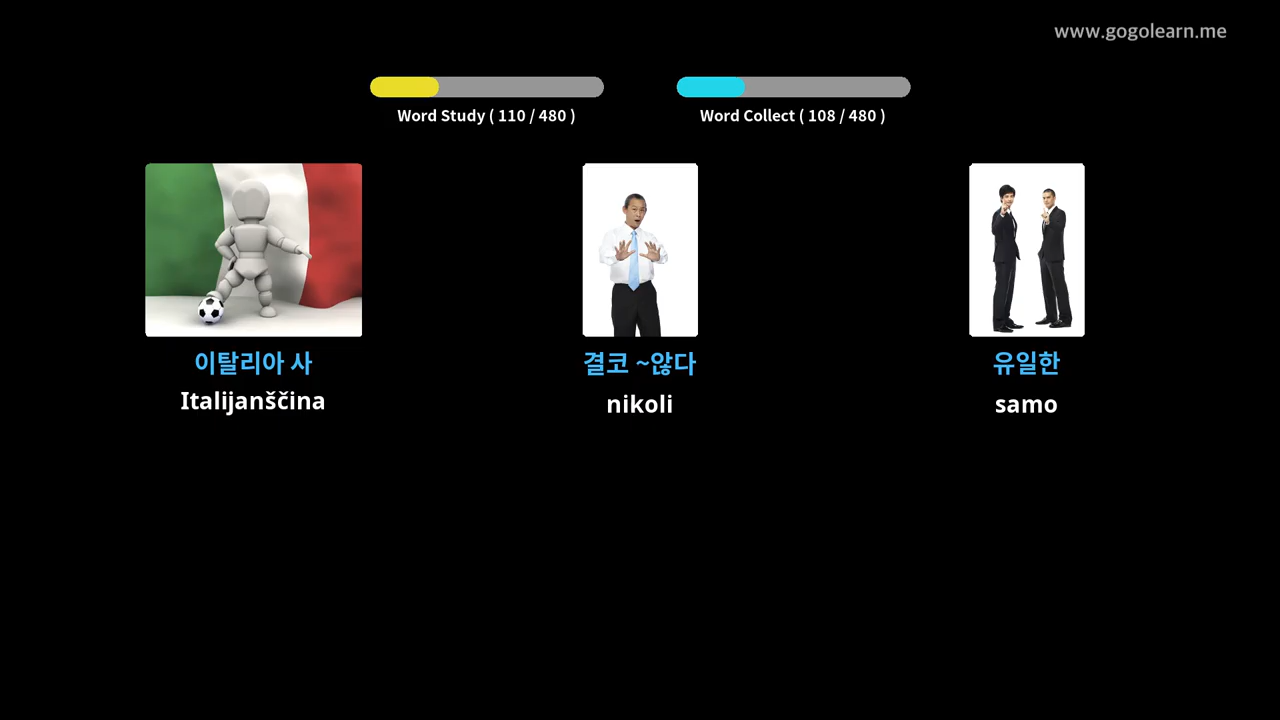 www.gogolearn.me
Word Study ( 110 / 480 )
Word Collect ( 108 / 480 )
이탈리아 사
Italijanščina
결코 ~않다
nikoli
유일한
samo